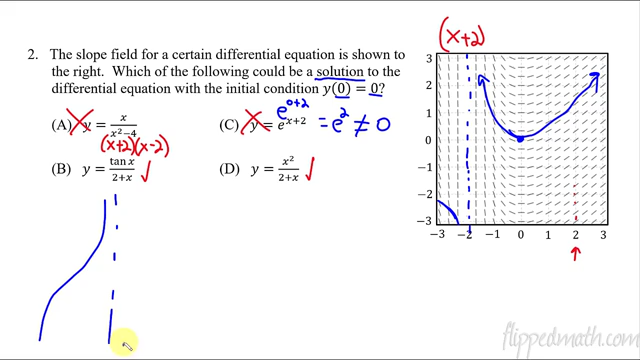 2. The slope field for a certain differential equation is shown to
the right. Which of the following could be a solution to the
differential equation with the initial condition y(0) = 0?
(A) y = x / x² − 4
(x+2)(x−2)
(C) y = e^{x+2}
e^{0+2} = e² ≠ 0
(B) y = tan x / 2+x ✓
(D) y = x² / 2+x ✓
(x+2)
3
2
1
0
−1
−2
−3
−3 −2 −1 0 1 2 3
flippedmath.com